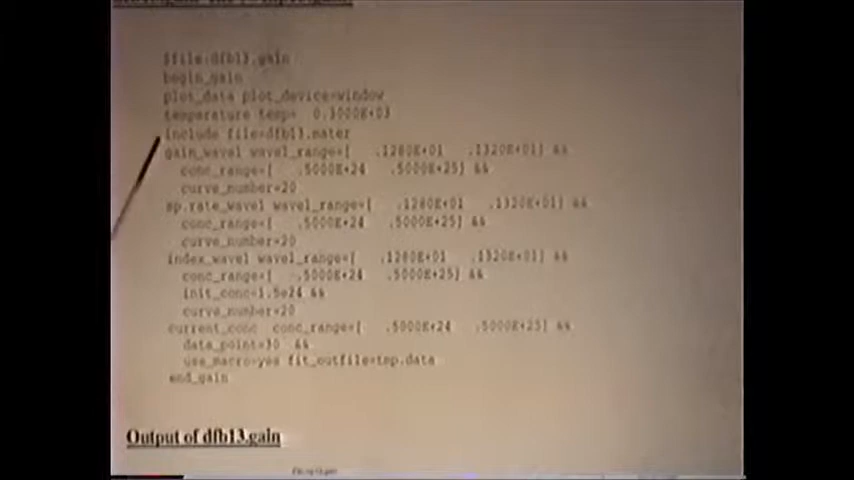 $file=dfb13.gain
begin_gain
plot_data plot_device=window
temperature temp=  0.3000E+03
include file=dfb13.mater
gain_wavel wavel_range=[   .1280E+01   .1320E+01] &&
conc_range=[   .5000E+24   .5000E+25] &&
curve_number=20
sp.rate_wavel wavel_range=[   .1280E+01   .1320E+01] &&
conc_range=[   .5000E+24   .5000E+25] &&
curve_number=20
index_wavel wavel_range=[   .1280E+01   .1320E+01] &&
conc_range=[   .5000E+24   .5000E+25] &&
init_conc=1.5e24 &&
curve_number=20
current_conc  conc_range=[   .5000E+24   .5000E+25] &&
data_point=30  &&
use_macro=yes fit_outfile=tmp.data
end_gain
Output of dfb13.gain